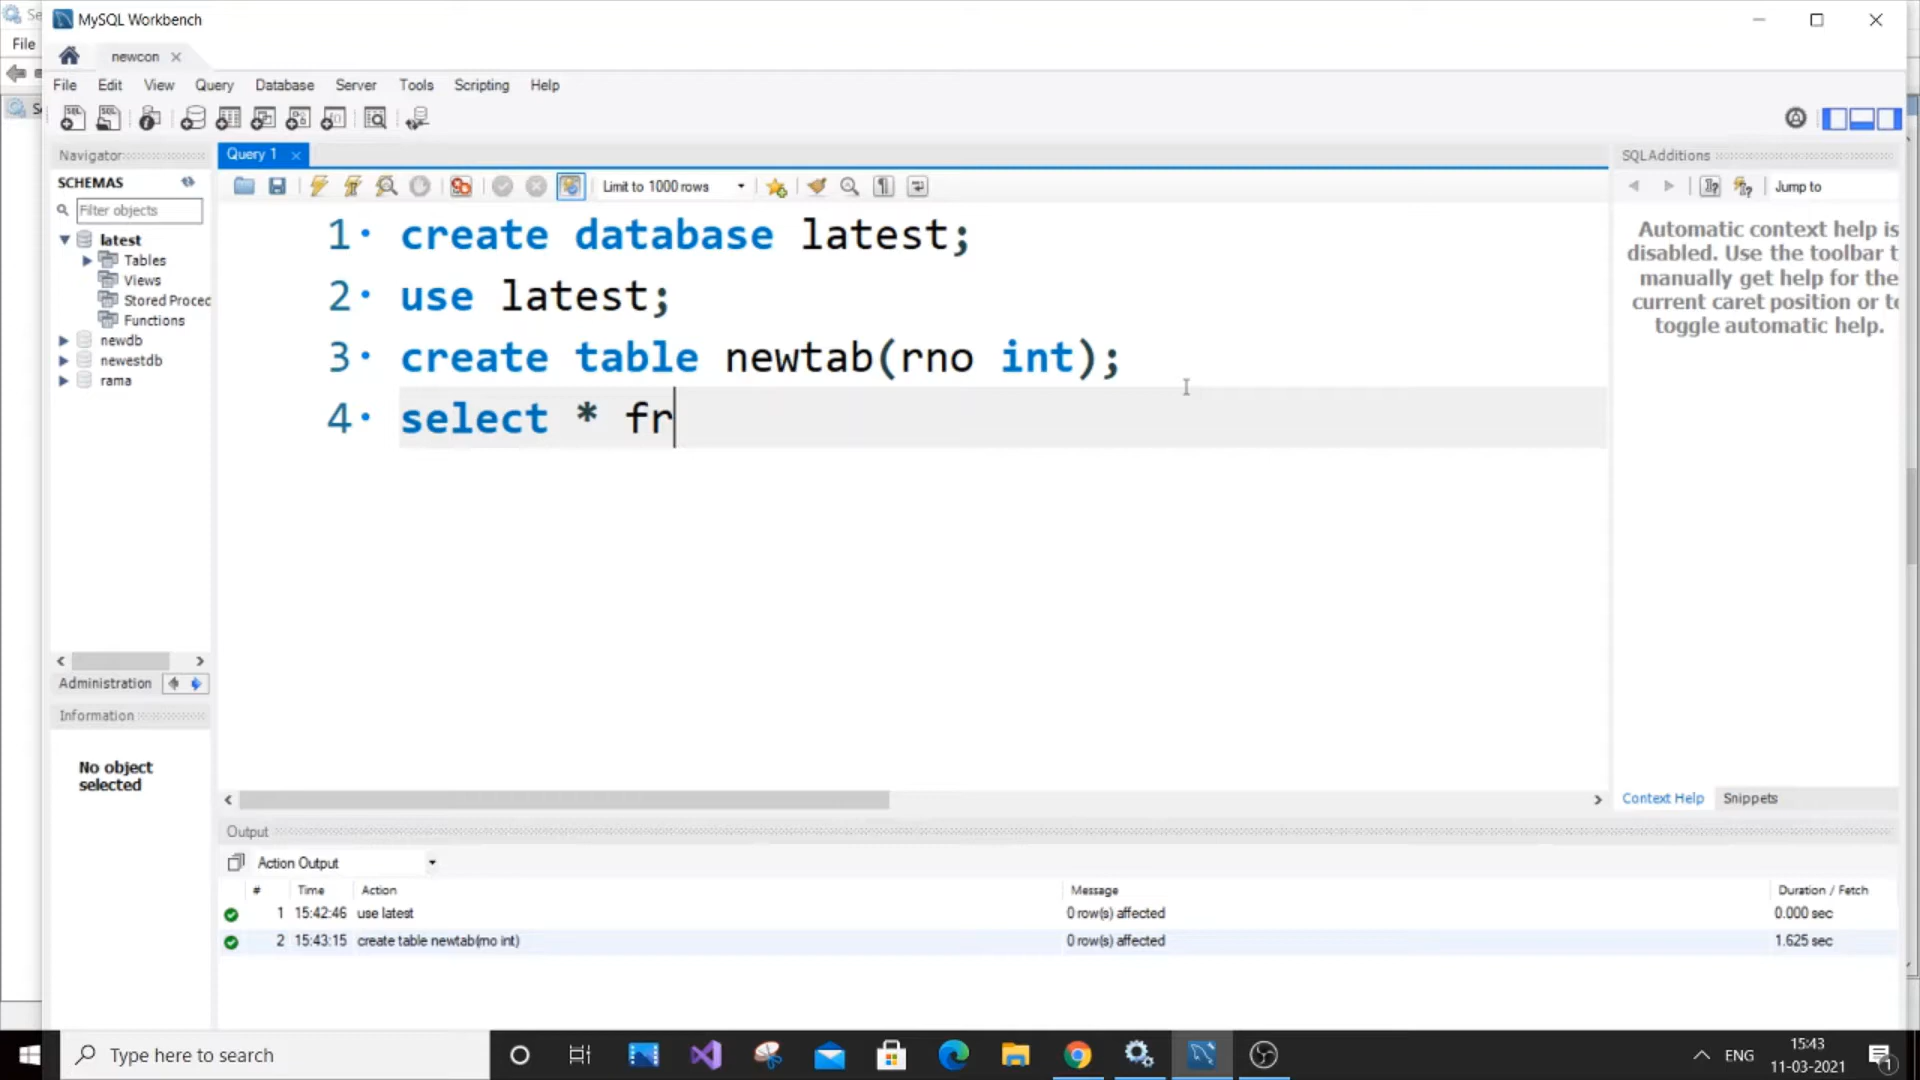 Se
MySQL Workbench
File
newcon
File Edit View Query Database Server Tools Scripting Help
Navigator
Query 1
SQLAdditions
SCHEMAS
Limit to 1000 rows
Jump to
Filter objects
latest
Tables
Views
Stored Proced
Functions
newdb
newestdb
rama
1 create database latest;
2 use latest;
3 create table newtab(rno int);
4 select * fr
Automatic context help is
disabled. Use the toolbar t
manually get help for the
current caret position or to
toggle automatic help.
Administration
Information
No object
selected
Context Help Snippets
Output
Action Output
# Time Action Message Duration / Fetch
1 15:42:46 use latest 0 row(s) affected 0.000 sec
2 15:43:15 create table newtab(rno int) 0 row(s) affected 1.625 sec
Type here to search
ENG
15:43
11-03-2021
1